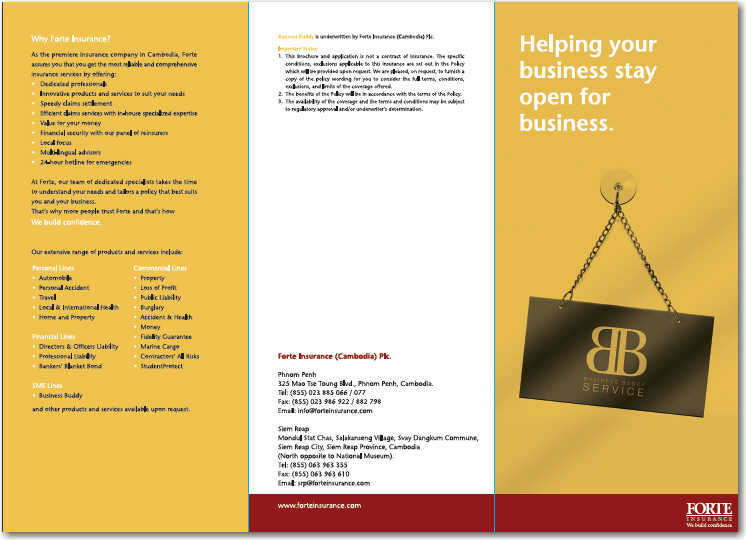 Why Forte Insurance?
As the premiere insurance company in Cambodia, Forte
assures you that you get the most reliable and comprehensive
insurance services by offering:
• Dedicated professionals
• Innovative products and services to suit your needs
• Speedy claims settlement
• Efficient claims services with in-house specialized expertise
• Value for your money
• Financial security with our panel of reinsurers
• Local focus
• Multi-lingual advisors
• 24-hour hotline for emergencies
At Forte, our team of dedicated specialists takes the time
to understand your needs and tailors a policy that best suits
you and your business.
That's why more people trust Forte and that's how
We build confidence.
Our extensive range of products and services include:
Personal Lines
• Automobile
• Personal Accident
• Travel
• Local & International Health
• Home and Property
Financial Lines
• Directors & Officers Liability
• Professional Liability
• Bankers' Blanket Bond
SME Lines
• Business Buddy
Commercial Lines
• Property
• Loss of Profit
• Public Liability
• Burglary
• Accident & Health
• Money
• Fidelity Guarantee
• Marine Cargo
• Contractors' All Risks
• StudentProtect
and other products and services available upon request.
Business Buddy is underwritten by Forte Insurance (Cambodia) Plc.
Important Notes:
1. This brochure and application is not a contract of insurance. The specific
conditions, exclusions applicable to this insurance are set out in the Policy
which will be provided upon request. We are pleased, on request, to furnish a
copy of the policy wording for you to consider the full terms, conditions,
exclusions, and limits of the coverage offered.
2. The benefits of the Policy will be in accordance with the terms of the Policy.
3. The availability of the coverage and the terms and conditions may be subject
to regulatory approval and/or underwriter's determination.
Forte Insurance (Cambodia) Plc.
Phnom Penh
325 Mao Tse Toung Blvd., Phnom Penh, Cambodia.
Tel: (855) 023 885 066 / 077
Fax: (855) 023 986 922 / 882 798
Email: info@forteinsurance.com
Siem Reap
Mondul Stat Chas, Salakanseng Village, Svay Dangkum Commune,
Siem Reap City, Siem Reap Province, Cambodia
(North opposite to National Museum).
Tel: (855) 063 963 355
Fax: (855) 063 963 610
Email: srp@forteinsurance.com
www.forteinsurance.com
Helping your
business stay
open for
business.
BB
BUSINESS BUDDY
SERVICE
FORTE
INSURANCE
We build confidence